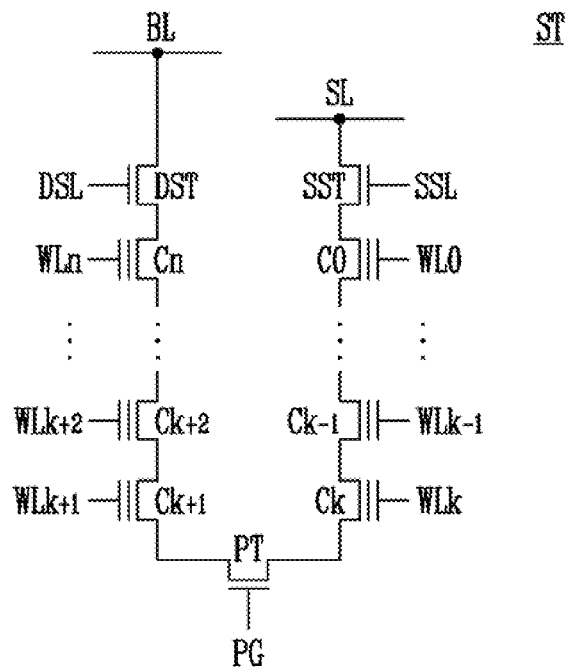 BL
ST
SL
DSL DST SST SSL
WLn Cn C0 WL0
WLk+2 Ck+2 Ck-1 WLk-1
WLk+1 Ck+1 Ck WLk
PT
PG